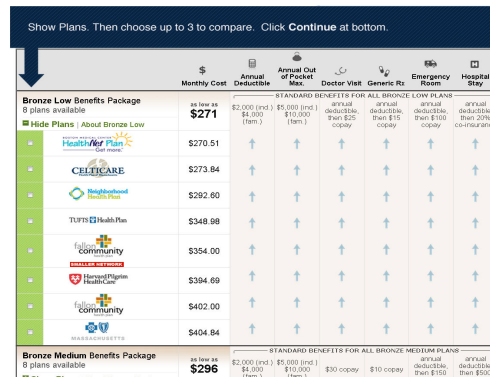 Show Plans. Then choose up to 3 to compare. Click Continue at bottom.
$ Monthly Cost
Annual Deductible
Annual Out of Pocket Max.
Doctor Visit
Generic Rx
Emergency Room
Hospital Stay
Bronze Low Benefits Package
8 plans available
Hide Plans | About Bronze Low
as low as
$271
STANDARD BENEFITS FOR ALL BRONZE LOW PLANS
$2,000 (ind.) $4,000 (fam.)
$5,000 (ind.) $10,000 (fam.)
annual deductible, then $25 copay
annual deductible, then $15 copay
annual deductible, then $100 copay
annual deductible, then 20% co-insuran
BOSTON MEDICAL CENTER
HealthNet Plan
Get more.
$270.51
CELTICARE
$273.84
Neighborhood
Health Plan
$292.60
TUFTS Health Plan
$348.98
fallon
community
health plan
SMALLER NETWORK
$354.00
Harvard Pilgrim
HealthCare
$394.69
fallon
community
health plan
$402.00
MASSACHUSETTS
$404.84
Bronze Medium Benefits Package
8 plans available
as low as
$296
STANDARD BENEFITS FOR ALL BRONZE MEDIUM PLANS
$2,000 (ind.) $4,000 (fam.)
$5,000 (ind.) $10,000 (fam.)
$30 copay
$10 copay
annual deductible, then $150
annual deductible, then $500